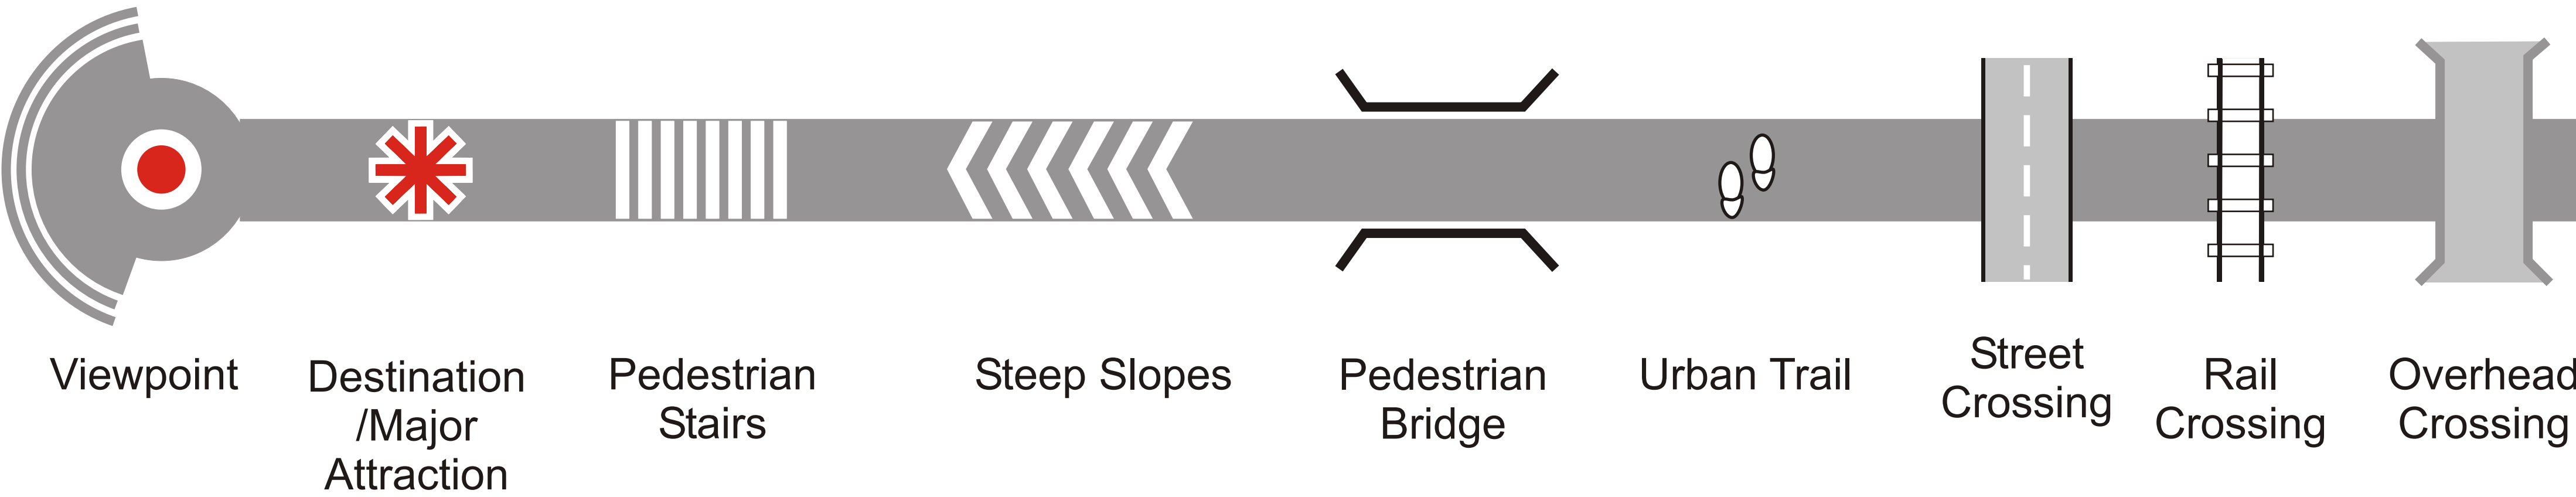 Viewpoint
Destination
/Major
Attraction
Pedestrian
Stairs
Steep Slopes
Pedestrian
Bridge
Urban Trail
Street
Crossing
Rail
Crossing
Overhead
Crossing